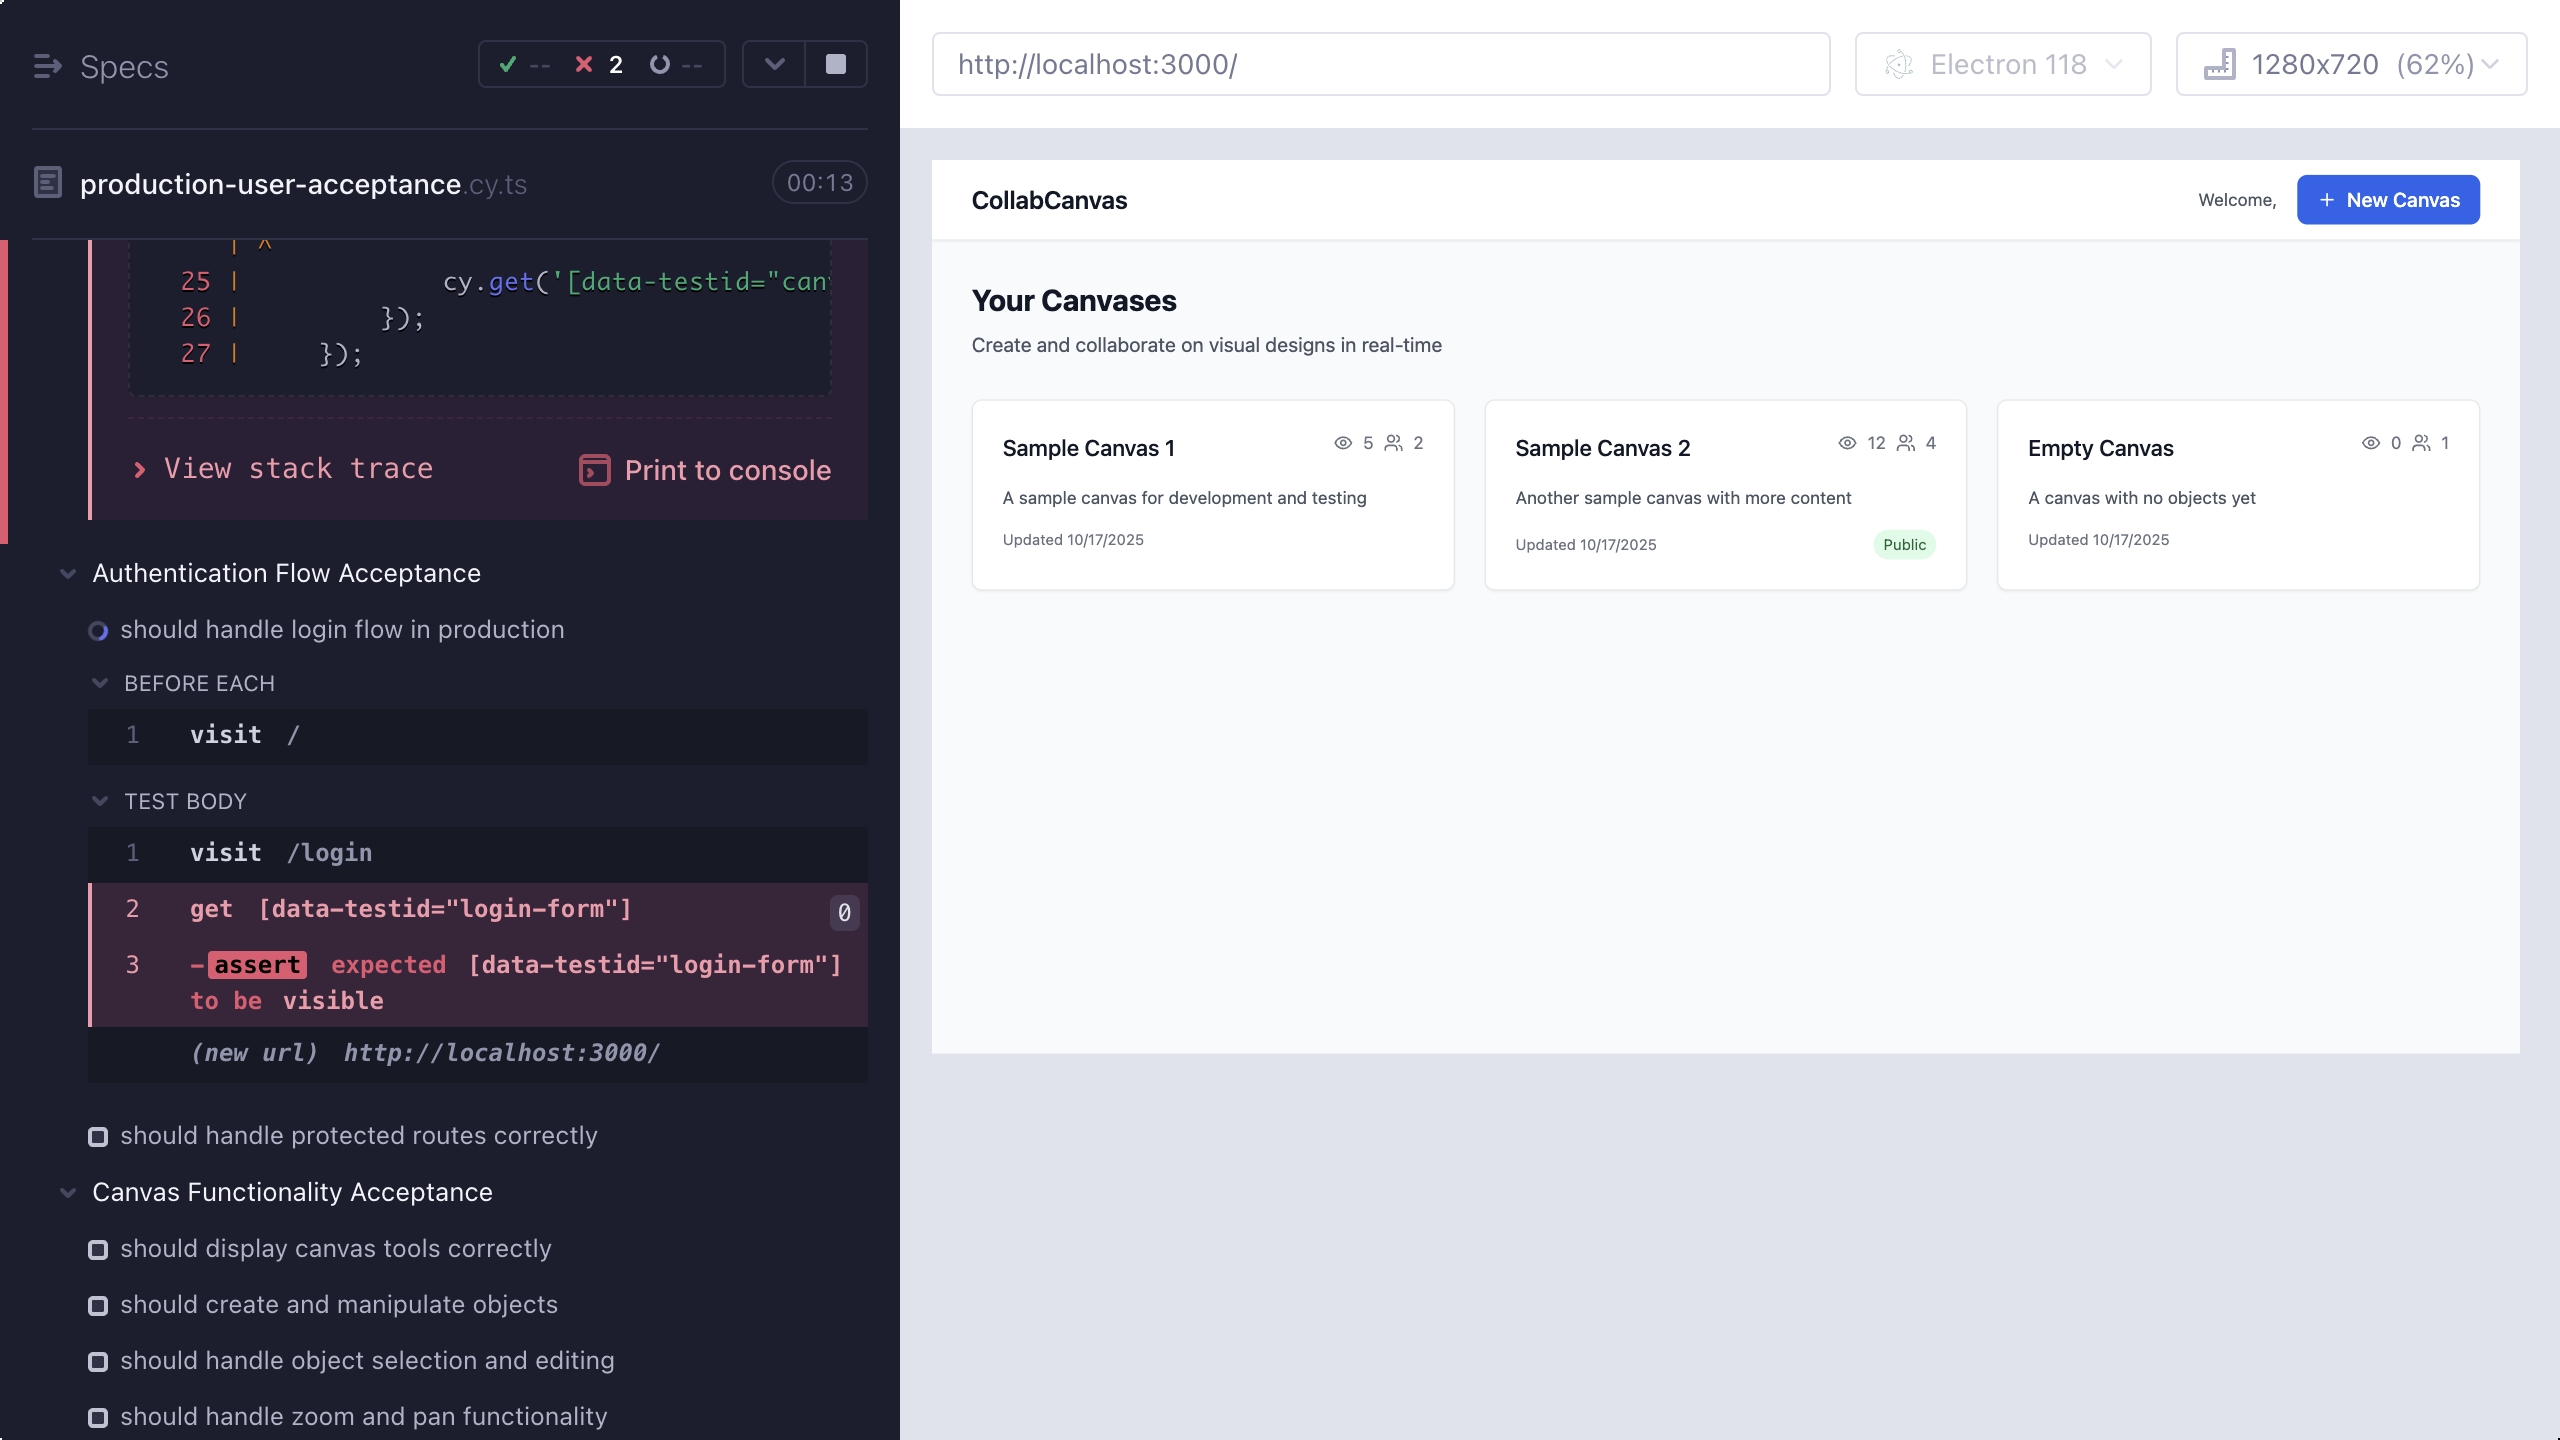 Specs
-- 2 --
production-user-acceptance.cy.ts
00:13
| ^
25 | cy.get('[data-testid="can
26 | });
27 | });
View stack trace
Print to console
Authentication Flow Acceptance
should handle login flow in production
BEFORE EACH
1 visit /
TEST BODY
1 visit /login
2 get [data-testid="login-form"] 0
3 -assert expected [data-testid="login-form"]
to be visible
(new url) http://localhost:3000/
should handle protected routes correctly
Canvas Functionality Acceptance
should display canvas tools correctly
should create and manipulate objects
should handle object selection and editing
should handle zoom and pan functionality
http://localhost:3000/
Electron 118
1280x720 (62%)
CollabCanvas
Welcome,
+ New Canvas
Your Canvases
Create and collaborate on visual designs in real-time
Sample Canvas 1
5 2
A sample canvas for development and testing
Updated 10/17/2025
Sample Canvas 2
12 4
Another sample canvas with more content
Updated 10/17/2025
Public
Empty Canvas
0 1
A canvas with no objects yet
Updated 10/17/2025